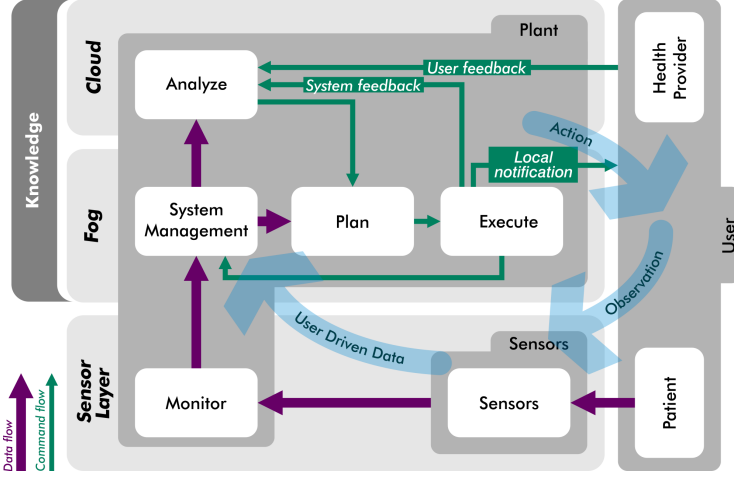 Plant
Cloud
Analyze
User feedback
System feedback
Health
Provider
Action
Knowledge
Local
notification
Fog
System
Management
Plan
Execute
User
Observation
User Driven Data
Sensors
Sensor
Layer
Monitor
Sensors
Patient
Data flow
Command flow